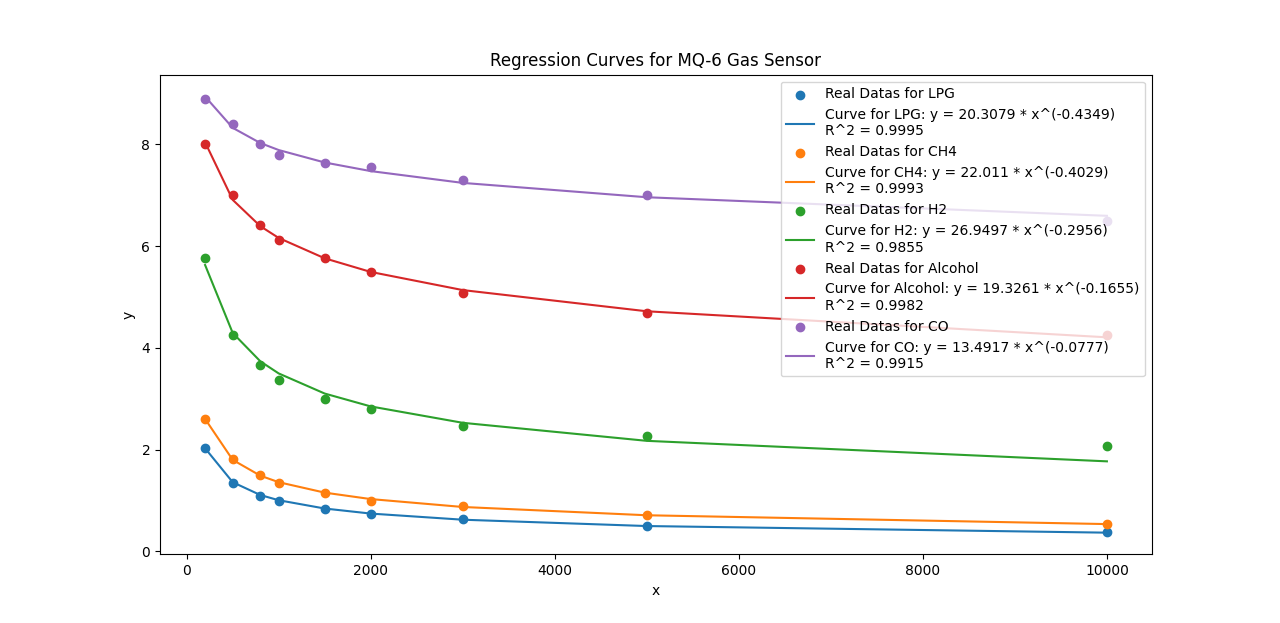 Regression Curves for MQ-6 Gas Sensor
Real Datas for LPG
Curve for LPG: y = 20.3079 * x^(-0.4349)
R^2 = 0.9995
Real Datas for CH4
Curve for CH4: y = 22.011 * x^(-0.4029)
R^2 = 0.9993
Real Datas for H2
Curve for H2: y = 26.9497 * x^(-0.2956)
R^2 = 0.9855
Real Datas for Alcohol
Curve for Alcohol: y = 19.3261 * x^(-0.1655)
R^2 = 0.9982
Real Datas for CO
Curve for CO: y = 13.4917 * x^(-0.0777)
R^2 = 0.9915
y
8
6
4
2
0
0 2000 4000 6000 8000 10000
x